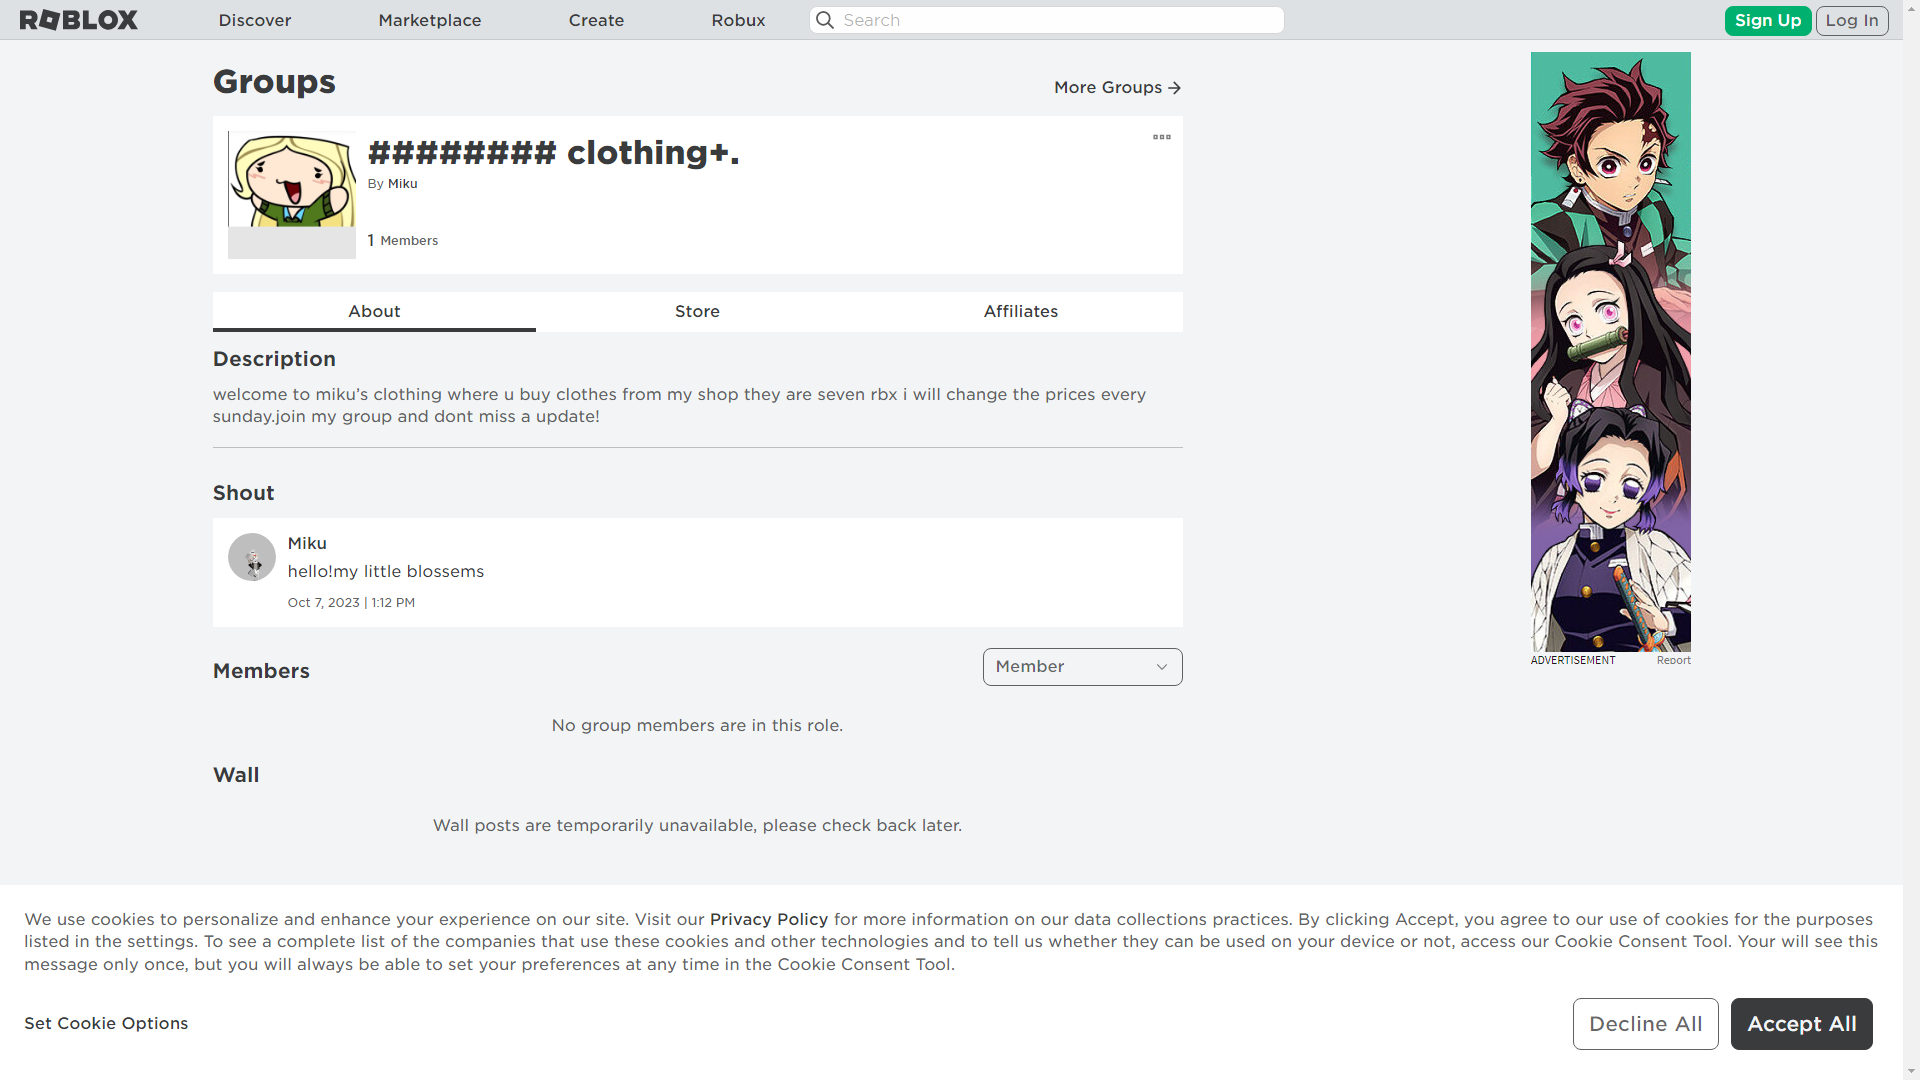 ROBLOX
Discover
Marketplace
Create
Robux
Search
Sign Up
Log In
Groups
More Groups
######## clothing+.
By Miku
1 Members
About
Store
Affiliates
Description
welcome to miku’s clothing where u buy clothes from my shop they are seven rbx i will change the prices every
sunday.join my group and dont miss a update!
Shout
Miku
hello!my little blossems
Oct 7, 2023 | 1:12 PM
Members
Member
No group members are in this role.
Wall
Wall posts are temporarily unavailable, please check back later.
ADVERTISEMENT
Report
We use cookies to personalize and enhance your experience on our site. Visit our Privacy Policy for more information on our data collections practices. By clicking Accept, you agree to our use of cookies for the purposes
listed in the settings. To see a complete list of the companies that use these cookies and other technologies and to tell us whether they can be used on your device or not, access our Cookie Consent Tool. Your will see this
message only once, but you will always be able to set your preferences at any time in the Cookie Consent Tool.
Set Cookie Options
Decline All
Accept All